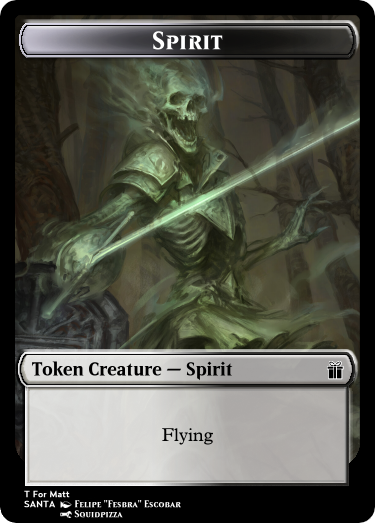 Spirit
Token Creature — Spirit
Flying
T For Matt
SANTA Felipe "Fesbra" Escobar
Squidpizza